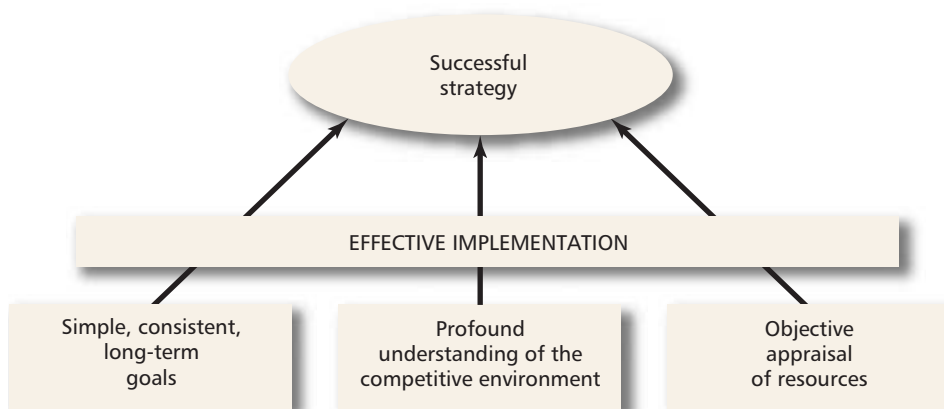 Successful
strategy
EFFECTIVE IMPLEMENTATION
Simple, consistent,
long-term
goals
Profound
understanding of the
competitive environment
Objective
appraisal
of resources